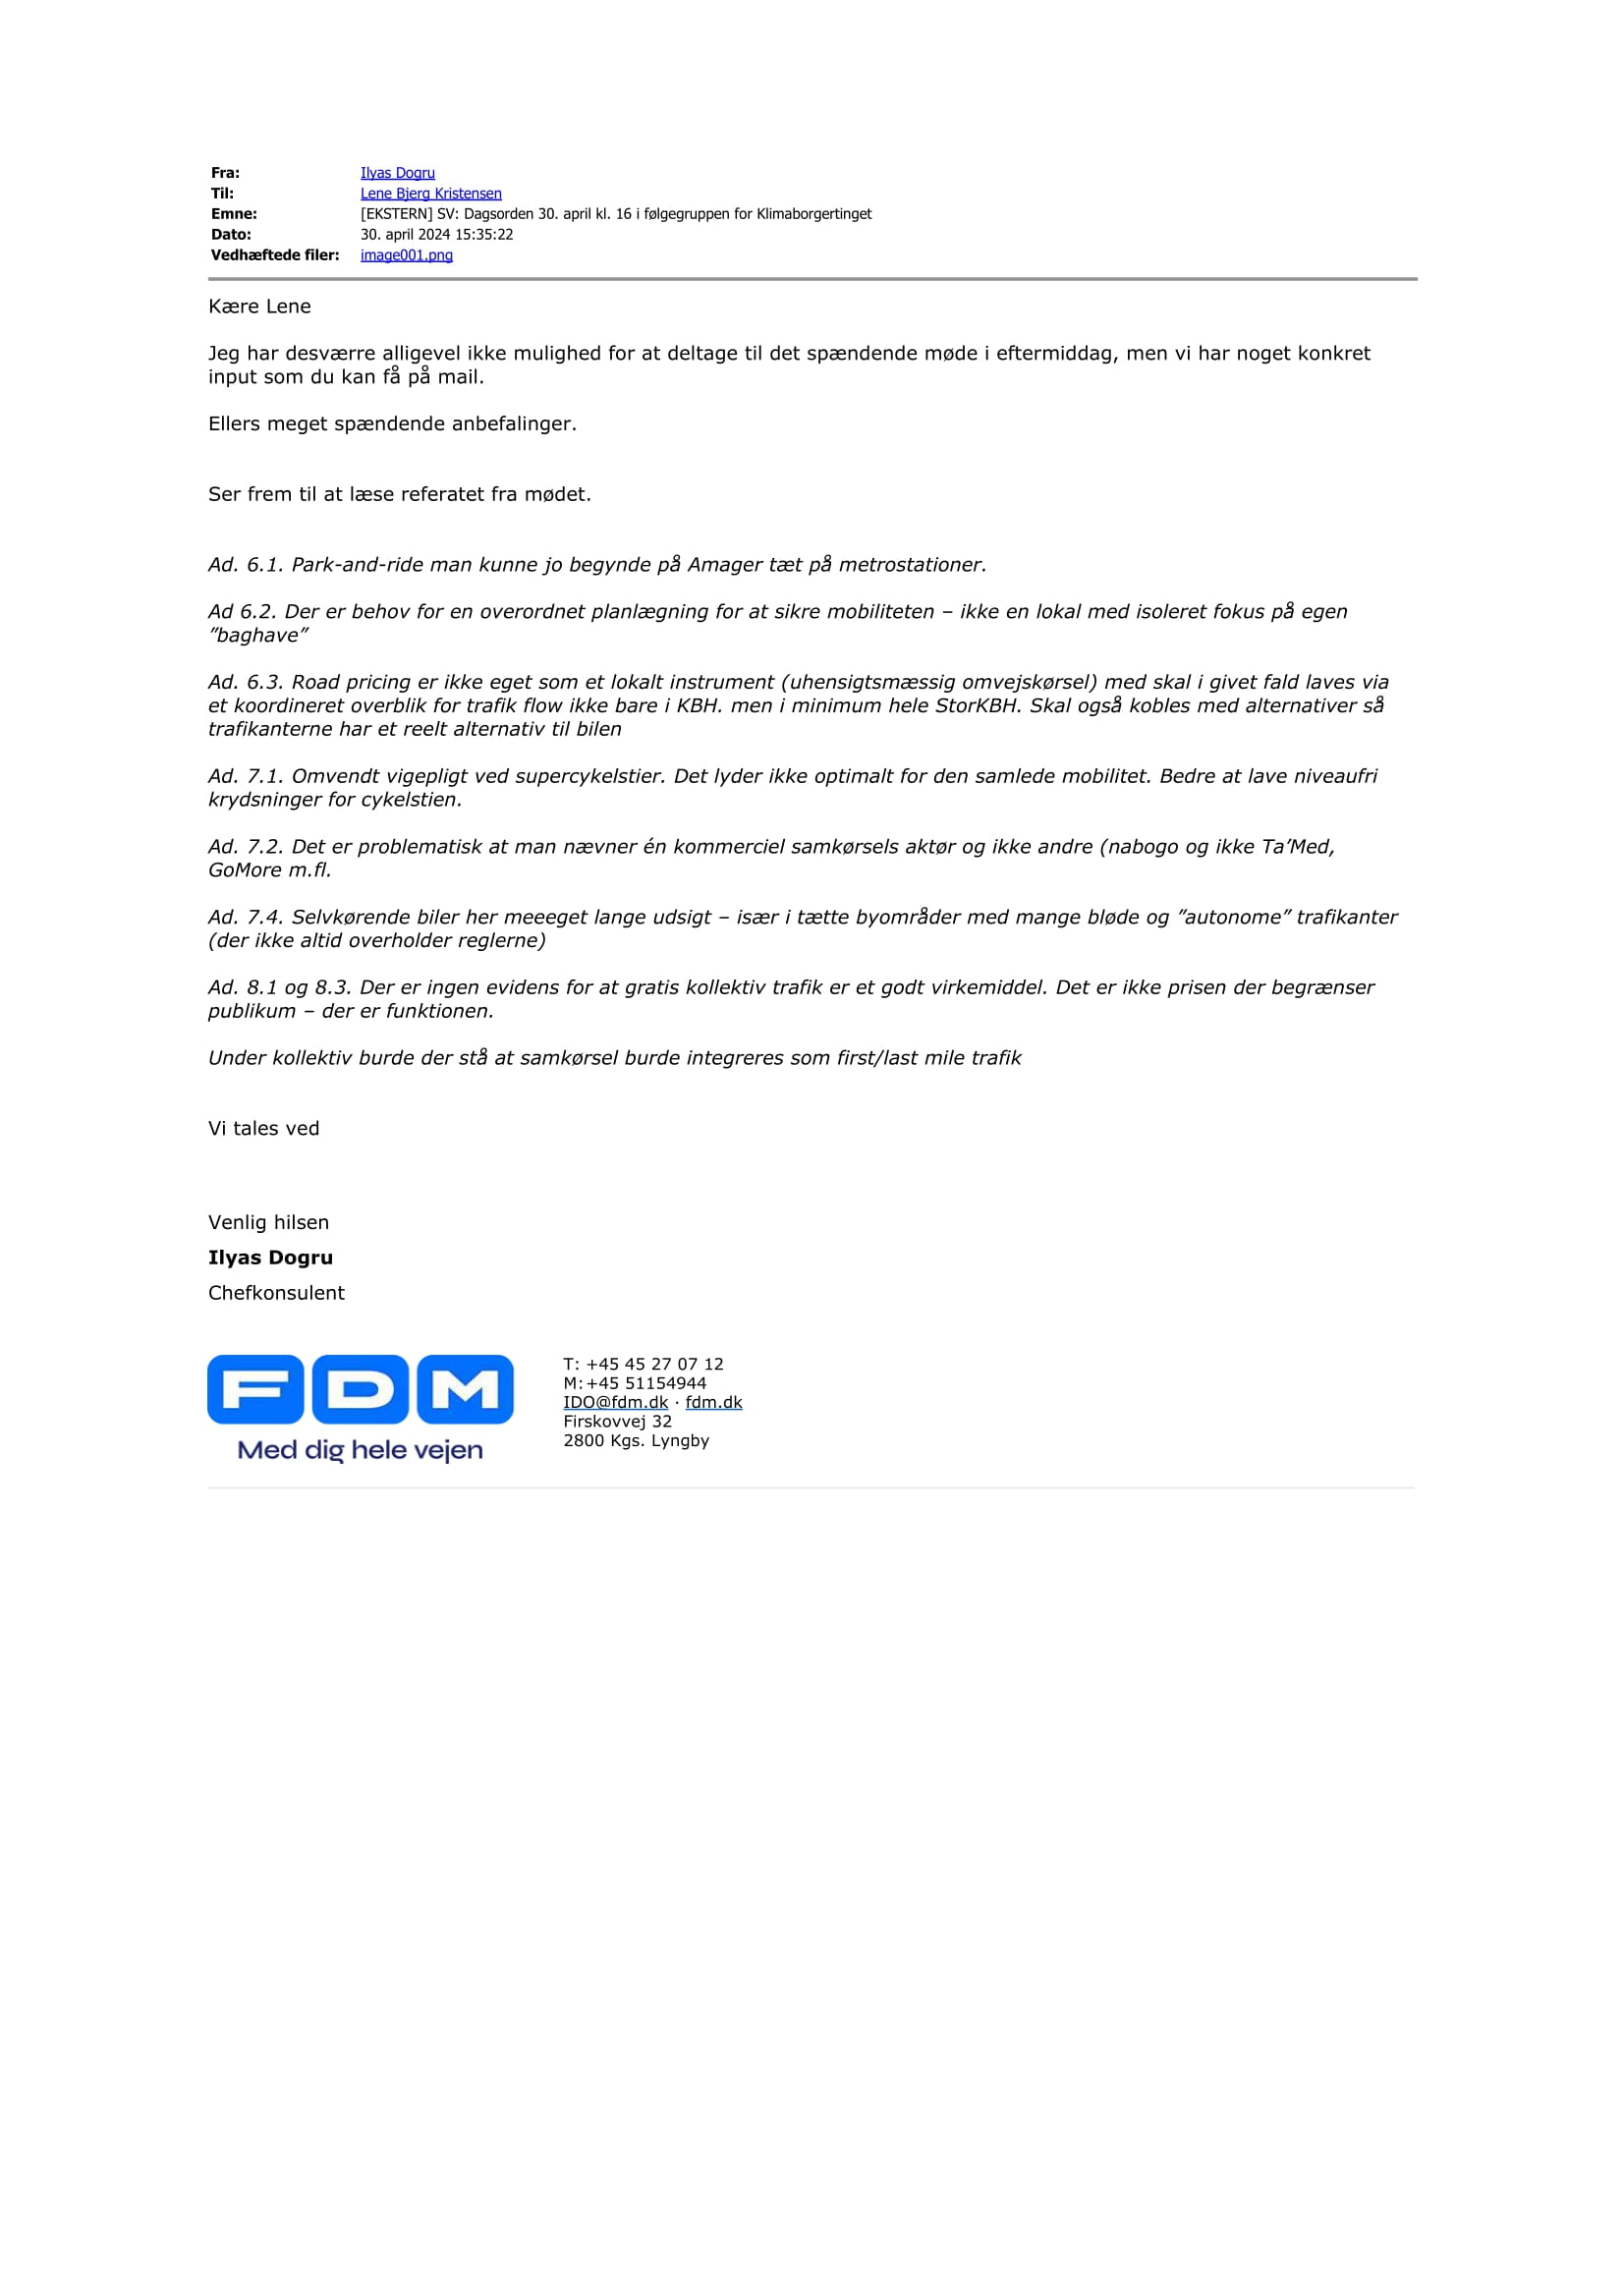 Fra: Ilyas Dogru
Til: Lene Bjerg Kristensen
Emne: [EKSTERN] SV: Dagsorden 30. april kl. 16 i følgegruppen for Klimaborgertinget
Dato: 30. april 2024 15:35:22
Vedhæftede filer: image001.png
Kære Lene
Jeg har desværre alligevel ikke mulighed for at deltage til det spændende møde i eftermiddag, men vi har noget konkret
input som du kan få på mail.
Ellers meget spændende anbefalinger.
Ser frem til at læse referatet fra mødet.
Ad. 6.1. Park-and-ride man kunne jo begynde på Amager tæt på metrostationer.
Ad 6.2. Der er behov for en overordnet planlægning for at sikre mobiliteten – ikke en lokal med isoleret fokus på egen
”baghave”
Ad. 6.3. Road pricing er ikke eget som et lokalt instrument (uhensigtsmæssig omvejskørsel) med skal i givet fald laves via
et koordineret overblik for trafik flow ikke bare i KBH. men i minimum hele StorKBH. Skal også kobles med alternativer så
trafikanterne har et reelt alternativ til bilen
Ad. 7.1. Omvendt vigepligt ved supercykelstier. Det lyder ikke optimalt for den samlede mobilitet. Bedre at lave niveaufri
krydsninger for cykelstien.
Ad. 7.2. Det er problematisk at man nævner én kommerciel samkørsels aktør og ikke andre (nabogo og ikke Ta’Med,
GoMore m.fl.
Ad. 7.4. Selvkørende biler her meeeget lange udsigt – især i tætte byområder med mange bløde og ”autonome” trafikanter
(der ikke altid overholder reglerne)
Ad. 8.1 og 8.3. Der er ingen evidens for at gratis kollektiv trafik er et godt virkemiddel. Det er ikke prisen der begrænser
publikum – der er funktionen.
Under kollektiv burde der stå at samkørsel burde integreres som first/last mile trafik
Vi tales ved
Venlig hilsen
Ilyas Dogru
Chefkonsulent
FDM
Med dig hele vejen
T: +45 45 27 07 12
M:+45 51154944
IDO@fdm.dk · fdm.dk
Firskovvej 32
2800 Kgs. Lyngby